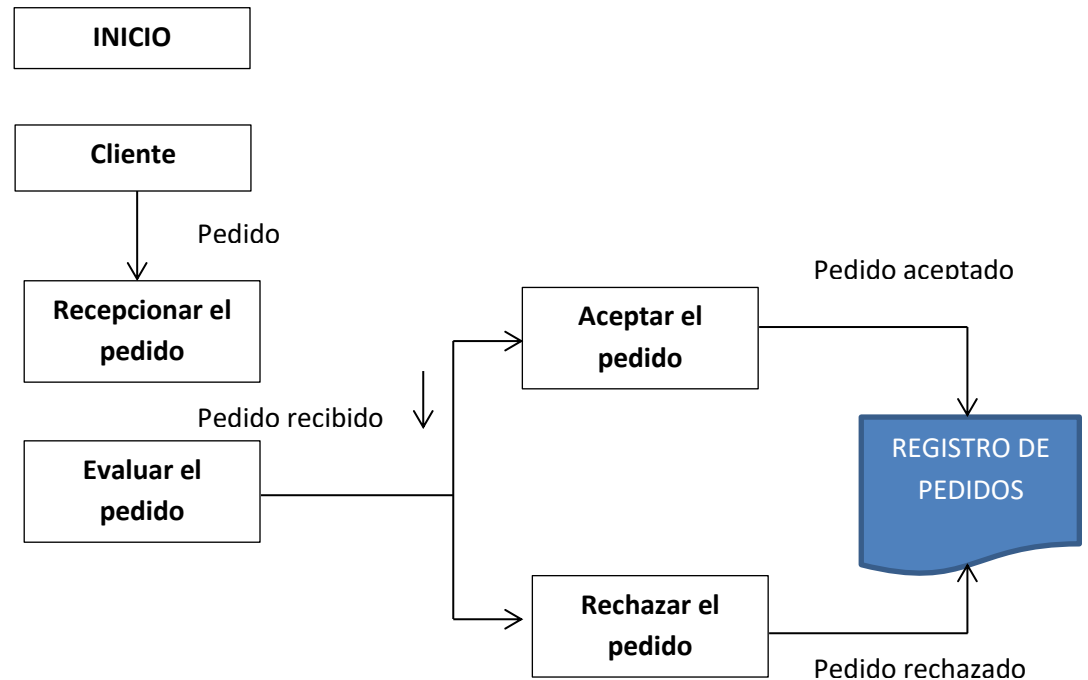 INICIO
Cliente
Pedido
Recepcionar el
pedido
Pedido recibido
Evaluar el
pedido
Aceptar el
pedido
Pedido aceptado
REGISTRO DE
PEDIDOS
Rechazar el
pedido
Pedido rechazado